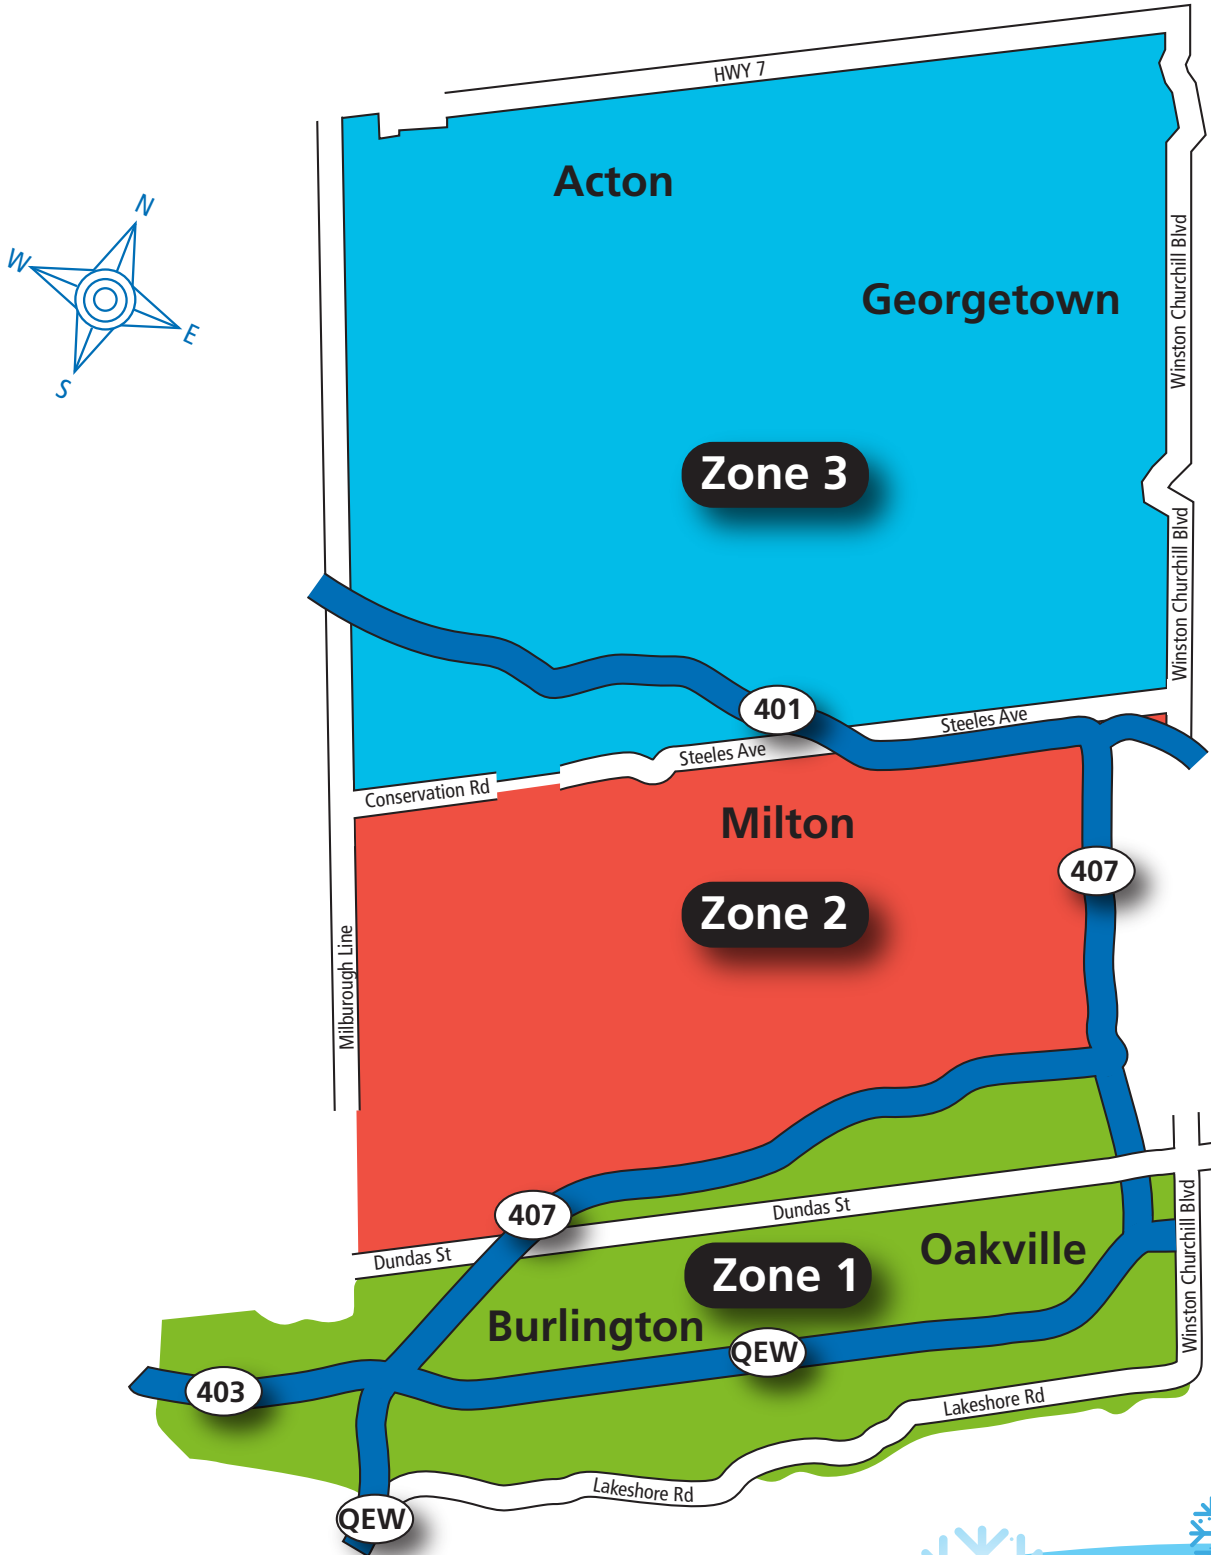 HWY 7
Acton
N
W
E
S
Georgetown
Winston Churchill Blvd
Zone 3
Winston Churchill Blvd
401
Steeles Ave
Steeles Ave
Conservation Rd
Milton
407
Zone 2
Milburough Line
407
Dundas St
Dundas St
Winston Churchill Blvd
Oakville
Zone 1
Burlington
QEW
403
Lakeshore Rd
Lakeshore Rd
QEW